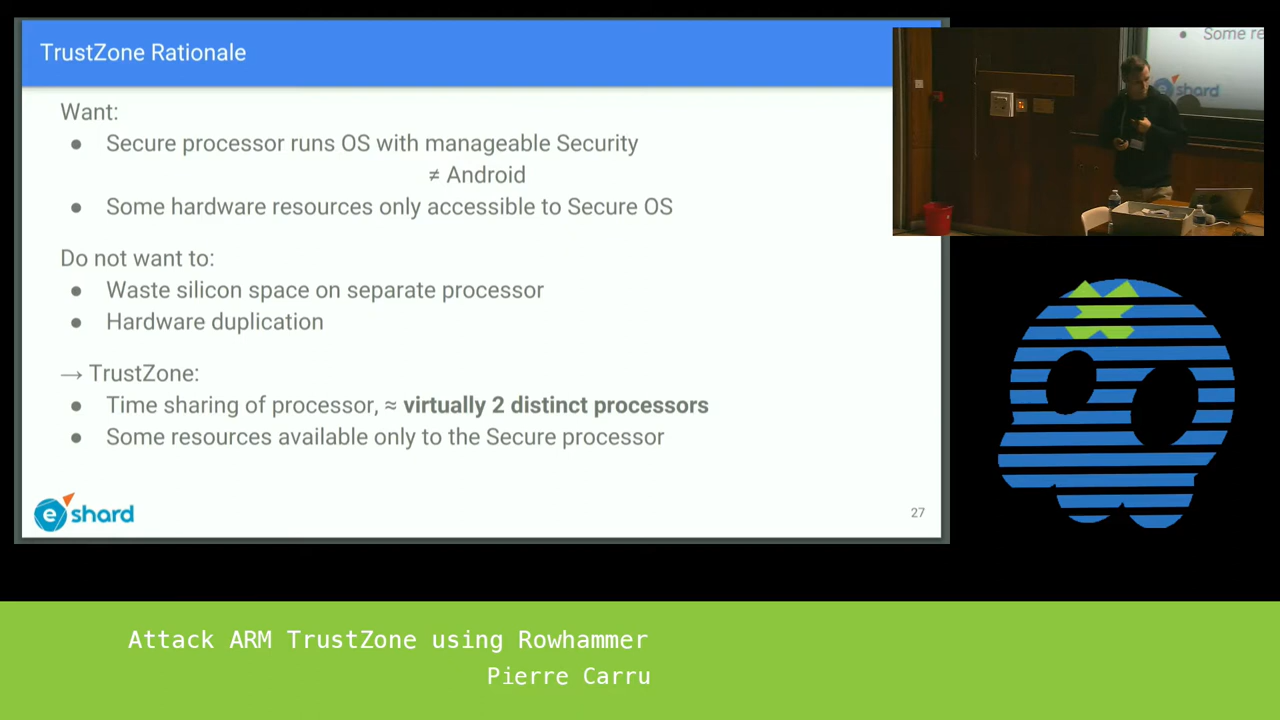 TrustZone Rationale
Want:
● Secure processor runs OS with manageable Security
≠ Android
● Some hardware resources only accessible to Secure OS
Do not want to:
● Waste silicon space on separate processor
● Hardware duplication
→ TrustZone:
● Time sharing of processor, ≈ virtually 2 distinct processors
● Some resources available only to the Secure processor
eshard
27
● Some re
eshard
Attack ARM TrustZone using Rowhammer
Pierre Carru